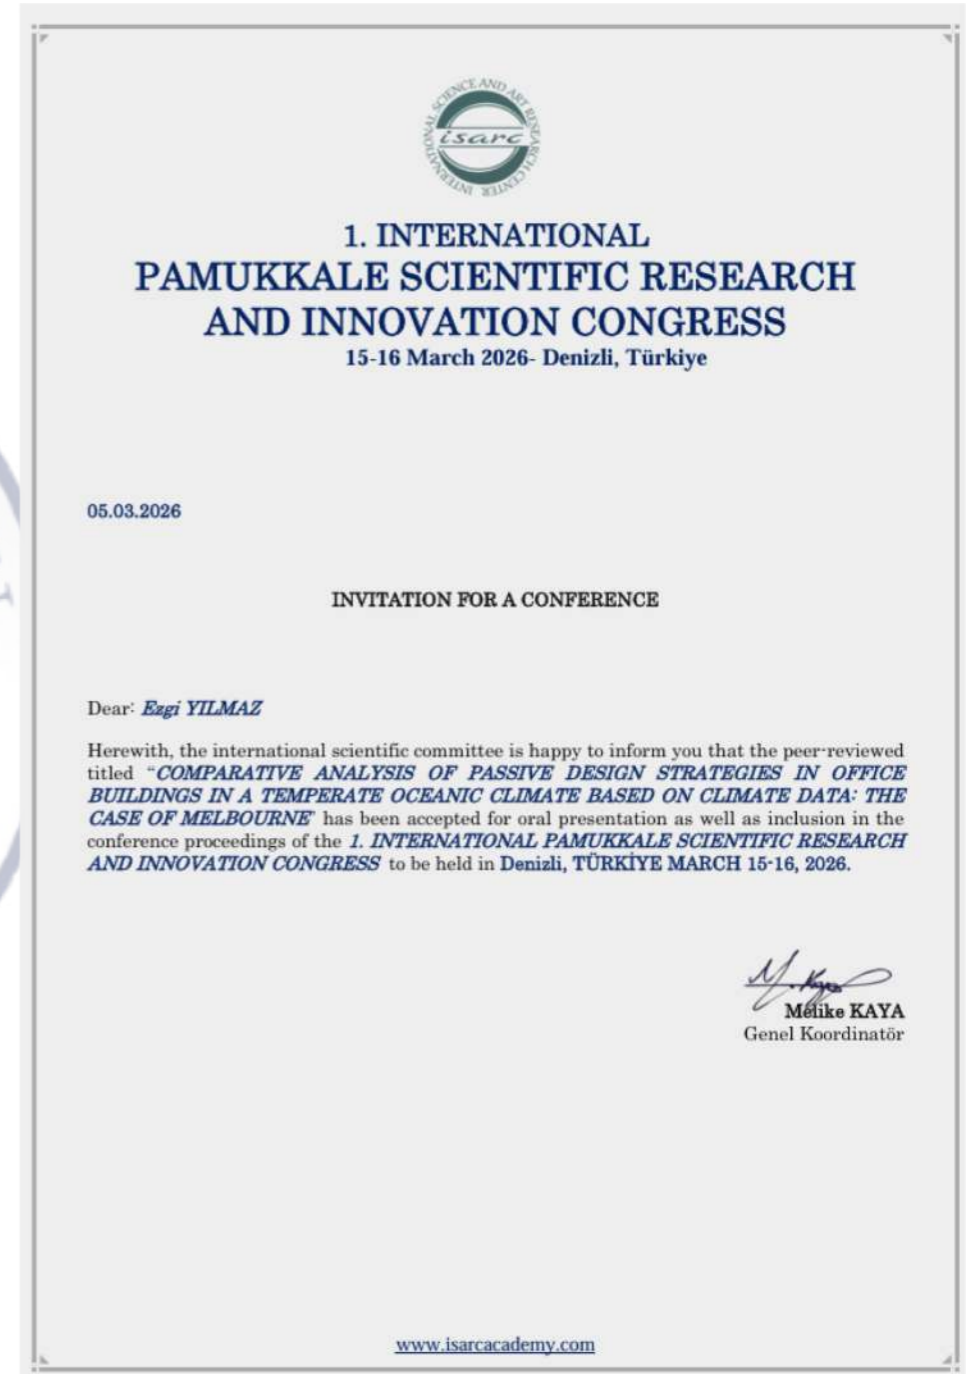 INTERNATIONAL SCIENCE AND ART RESEARCH CENTER
isarc
1. INTERNATIONAL
PAMUKKALE SCIENTIFIC RESEARCH
AND INNOVATION CONGRESS
15-16 March 2026- Denizli, Türkiye
05.03.2026
INVITATION FOR A CONFERENCE
Dear: Ezgi YILMAZ
Herewith, the international scientific committee is happy to inform you that the peer-reviewed
titled “COMPARATIVE ANALYSIS OF PASSIVE DESIGN STRATEGIES IN OFFICE
BUILDINGS IN A TEMPERATE OCEANIC CLIMATE BASED ON CLIMATE DATA: THE
CASE OF MELBOURNE” has been accepted for oral presentation as well as inclusion in the
conference proceedings of the 1. INTERNATIONAL PAMUKKALE SCIENTIFIC RESEARCH
AND INNOVATION CONGRESS to be held in Denizli, TÜRKİYE MARCH 15-16, 2026.
M. Kaya
Melike KAYA
Genel Koordinatör
www.isarcacademy.com